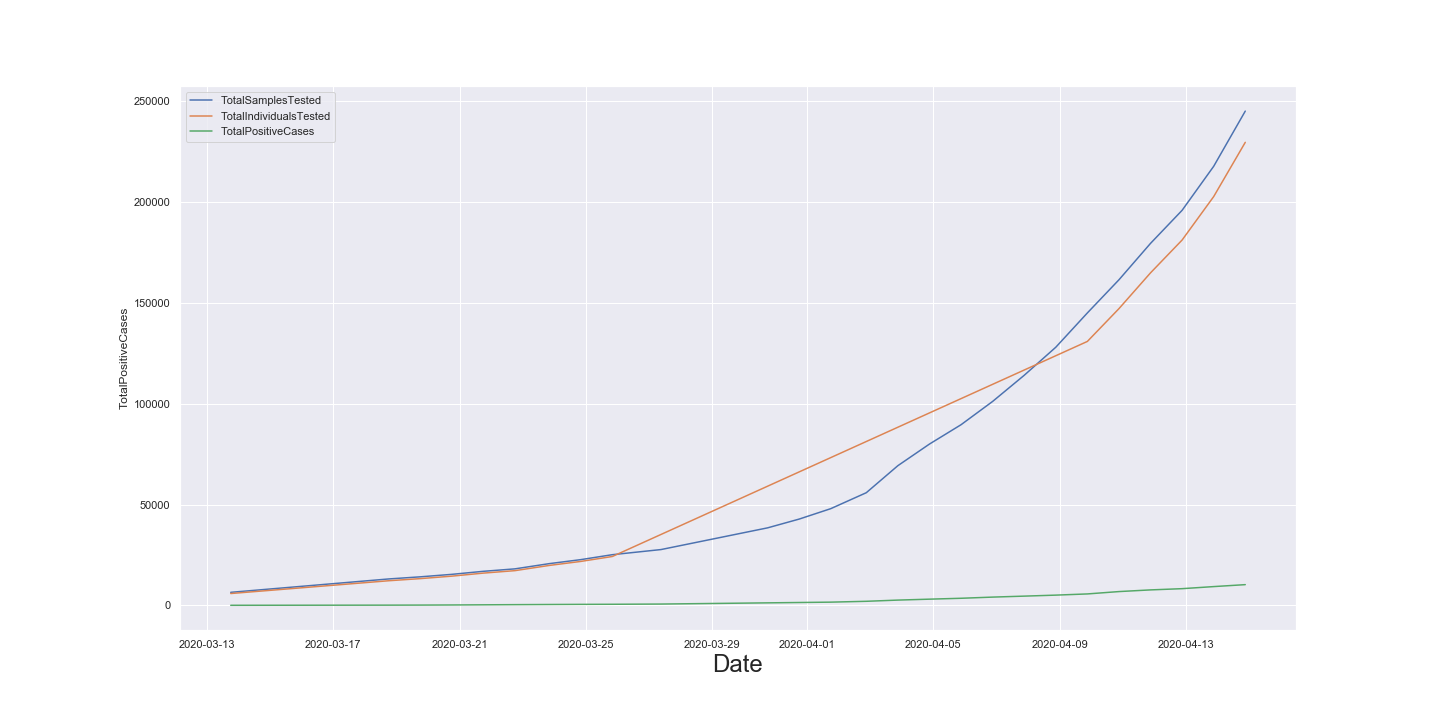 TotalSamplesTested
TotalIndividualsTested
TotalPositiveCases
250000
200000
150000
100000
50000
0
TotalPositiveCases
2020-03-13 2020-03-17 2020-03-21 2020-03-25 2020-03-29 2020-04-01 2020-04-05 2020-04-09 2020-04-13
Date